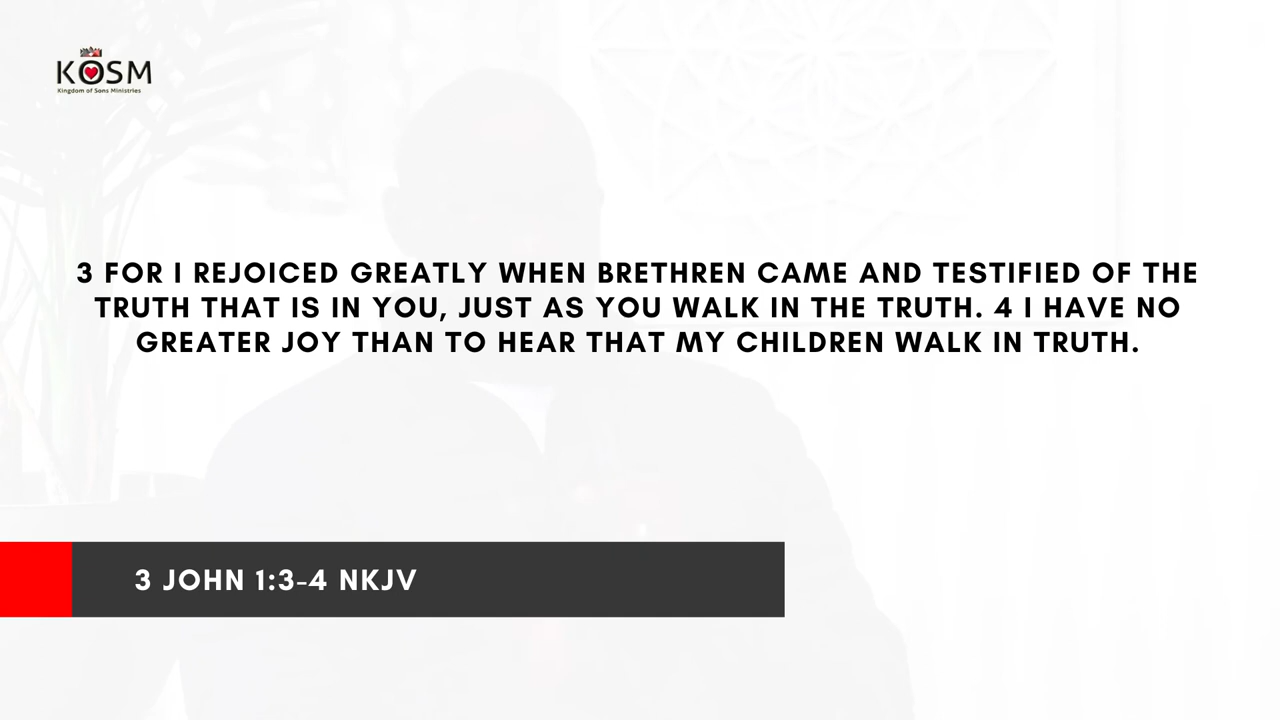 KOSM
Kingdom of Sons Ministries
3 FOR I REJOICED GREATLY WHEN BRETHREN CAME AND TESTIFIED OF THE
TRUTH THAT IS IN YOU, JUST AS YOU WALK IN THE TRUTH. 4 I HAVE NO
GREATER JOY THAN TO HEAR THAT MY CHILDREN WALK IN TRUTH.
3 JOHN 1:3-4 NKJV